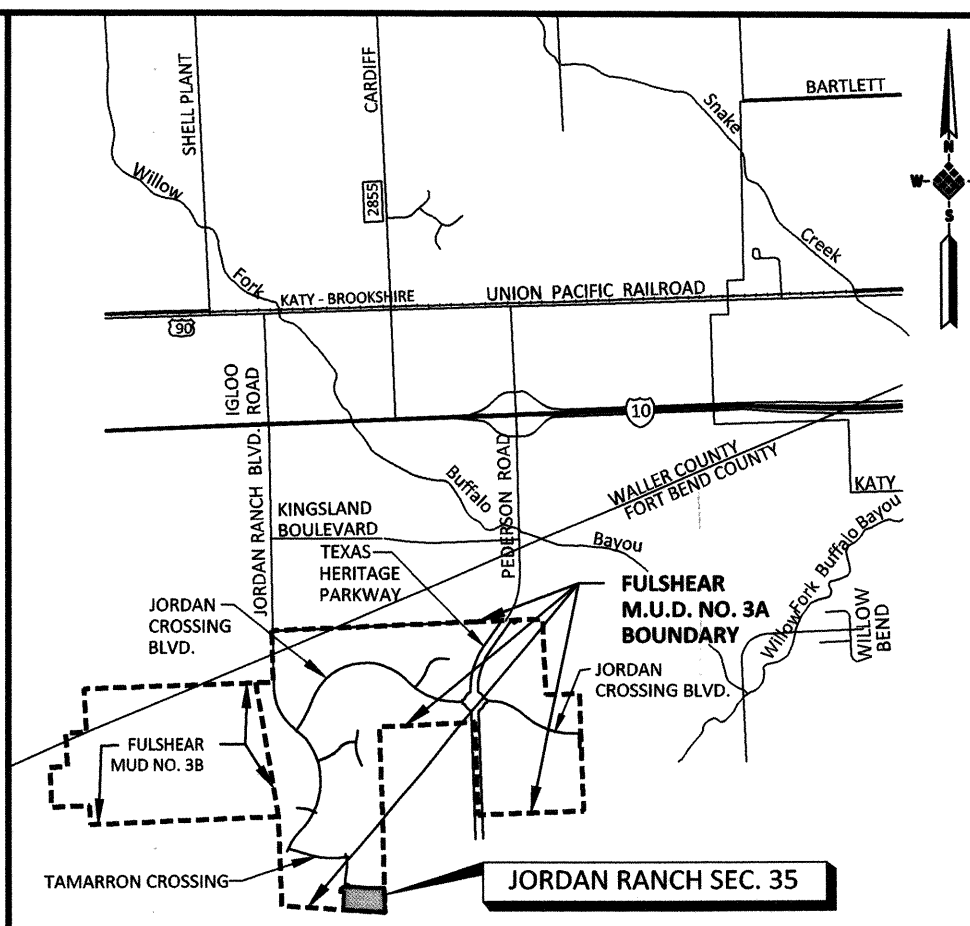 SHELL PLANT
CARDIFF
BARTLETT
Snake
Creek
N
W
S
Willow
Fork
2855
KATY - BROOKSHIRE
UNION PACIFIC RAILROAD
90
10
IGLOO
ROAD
JORDAN RANCH BLVD.
PEDERSON ROAD
WALLER COUNTY
FORT BEND COUNTY
KATY
Buffalo
Bayou
KINGSLAND
BOULEVARD
TEXAS
HERITAGE
PARKWAY
Willow Fork Buffalo Bayou
WILLOW
BEND
JORDAN
CROSSING
BLVD.
FULSHEAR
M.U.D. NO. 3A
BOUNDARY
JORDAN
CROSSING BLVD.
FULSHEAR
MUD NO. 3B
TAMARRON CROSSING
JORDAN RANCH SEC. 35